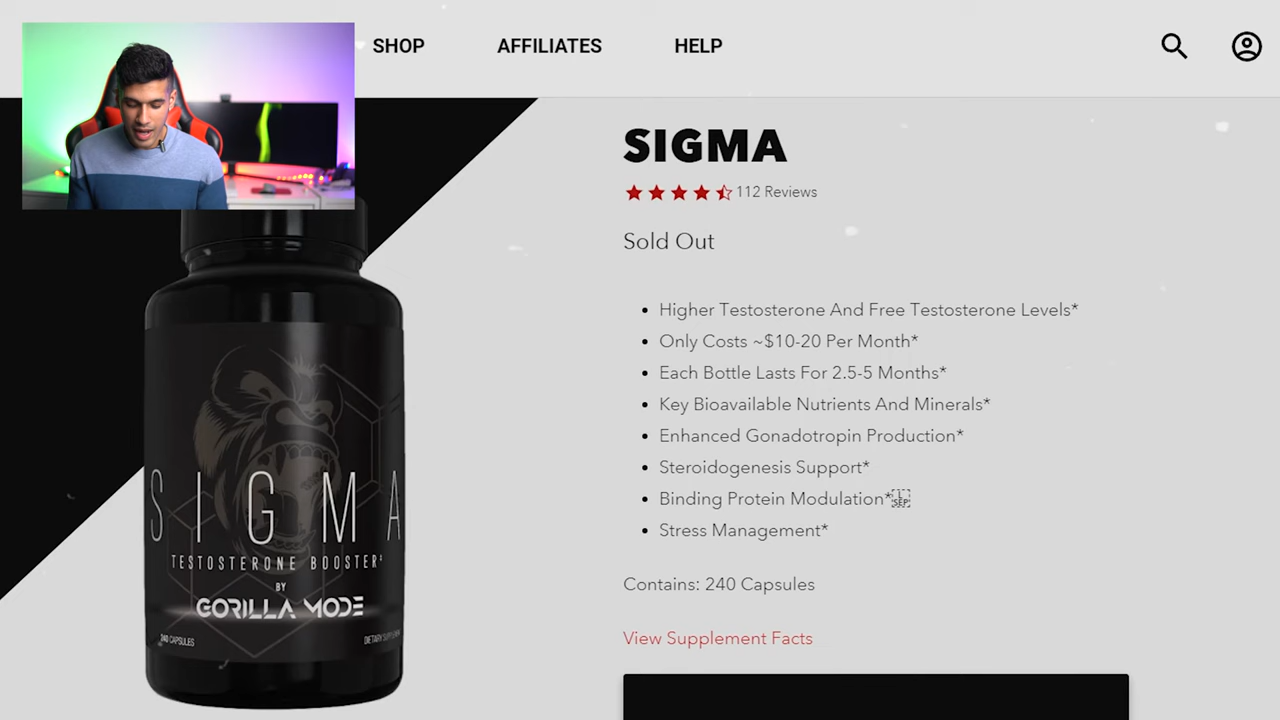 SHOP AFFILIATES HELP
SIGMA
112 Reviews
Sold Out
Higher Testosterone And Free Testosterone Levels*
Only Costs ~$10-20 Per Month*
Each Bottle Lasts For 2.5-5 Months*
Key Bioavailable Nutrients And Minerals*
Enhanced Gonadotropin Production*
Steroidogenesis Support*
Binding Protein Modulation*
Stress Management*
Contains: 240 Capsules
View Supplement Facts
SIGMA
TESTOSTERONE BOOSTER
BY
GORILLA MODE
240 CAPSULES
DIETARY